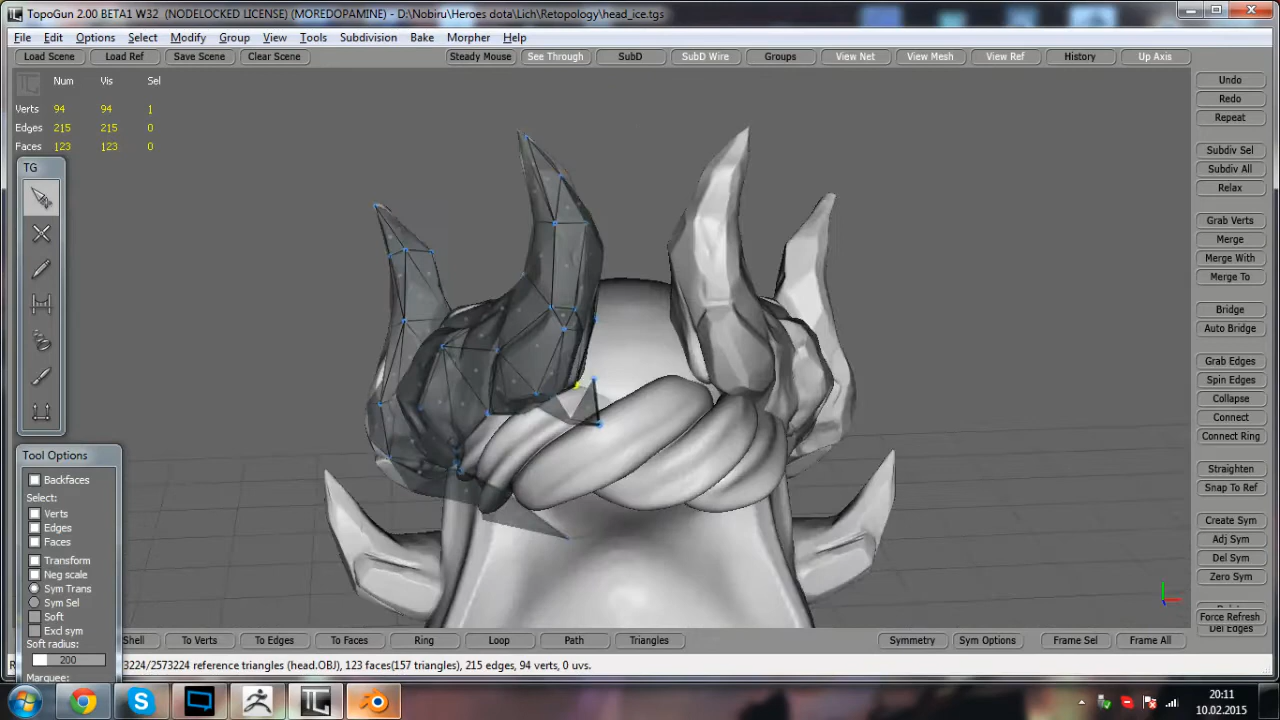 TopoGun 2.00 BETA1 W32 (NODELOCKED LICENSE) (MOREDOPAMINE) - D:\Nobiru\Heroes dota\Lich\Retopology\head_ice.tgs
File Edit Options Select Modify Group View Tools Subdivision Bake Morpher Help
Load Scene Load Ref Save Scene Clear Scene Steady Mouse See Through SubD SubD Wire Groups View Net View Mesh View Ref History Up Axis
Num Vis Sel
Verts 94 94 1
Edges 215 215 0
Faces 123 123 0
TG
Undo
Redo
Repeat
Subdiv Sel
Subdiv All
Relax
Grab Verts
Merge
Merge With
Merge To
Bridge
Auto Bridge
Grab Edges
Spin Edges
Collapse
Connect
Connect Ring
Straighten
Snap To Ref
Create Sym
Adj Sym
Del Sym
Zero Sym
Force Refresh
Del Edges
Tool Options
Backfaces
Select:
Verts
Edges
Faces
Transform
Neg scale
Sym Trans
Sym Sel
Soft
Excl sym
Soft radius:
200
Marquee:
Shell To Verts To Edges To Faces Ring Loop Path Triangles Symmetry Sym Options Frame Sel Frame All
3224/2573224 reference triangles (head.OBJ), 123 faces(157 triangles), 215 edges, 94 verts, 0 uvs.
20:11
10.02.2015